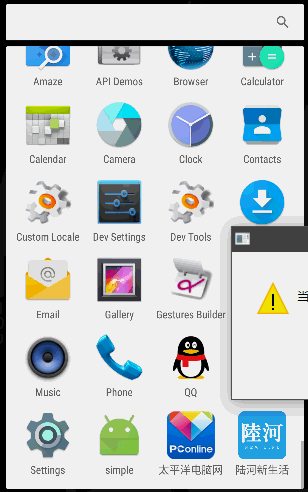 Amaze API Demos Browser Calculator
Calendar Camera Clock Contacts
Custom Locale Dev Settings Dev Tools
当
Email Gallery Gestures Builder
Music Phone QQ
PConline
陆河
Settings simple 太平洋电脑网 陆河新生活